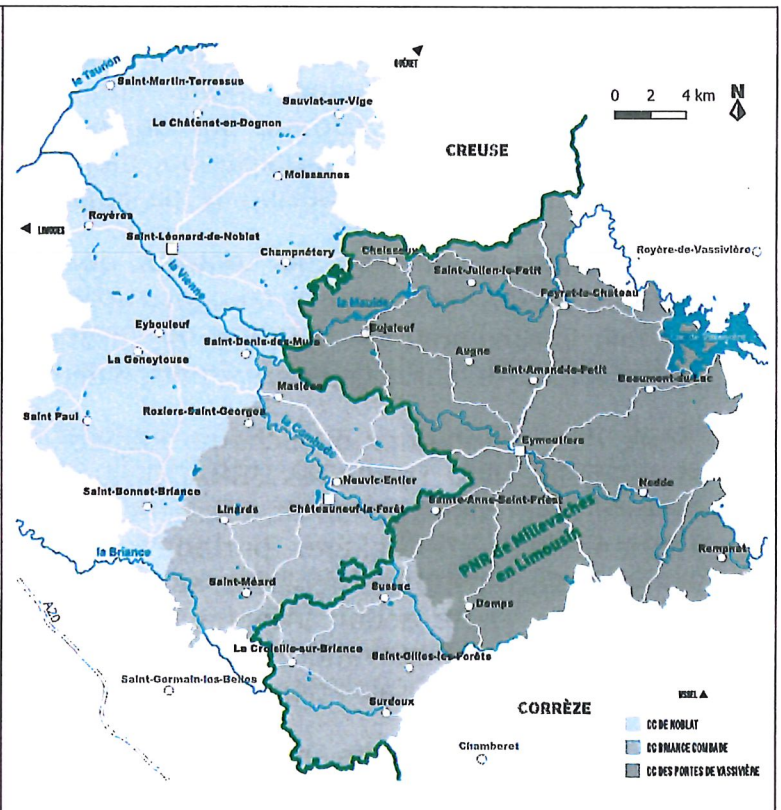 la Taurion
Saint-Martin-Terressus
GUÉRET
Le Châtenet-en-Dognon
Sauviat-sur-Vige
0 2 4 km
N
CREUSE
Moissannes
Royères
LIMOGES
Saint-Léonard-de-Noblat
Champnétery
Cheissoux
Royère-de-Vassivière
Saint-Julien-le-Petit
la Vienne
la Maulde
Peyrat-le-Château
Eybouleuf
Bujaleuf
Saint-Denis-des-Murs
La Geneytouse
Augne
Saint-Amand-le-Petit
Beaumont-du-Lac
Masléon
Saint Paul
Roziers-Saint-Georges
la Combade
Eymoutiers
Neuvic-Entier
Nedde
Saint-Bonnet-Briance
Linards
Châteauneuf-la-Forêt
Sainte-Anne-Saint-Priest
la Briance
PNR de Millevaches
en Limousin
Rempnat
Saint-Méard
Sussac
Domps
A20
La Croisille-sur-Briance
Saint-Gilles-les-Forêts
Saint-Germain-les-Belles
Surdoux
CORRÈZE
USSEL
Chamberet
CC DE NOBLAT
CC BRIANCE COMBADE
CC DES PORTES DE VASSIVIÈRE